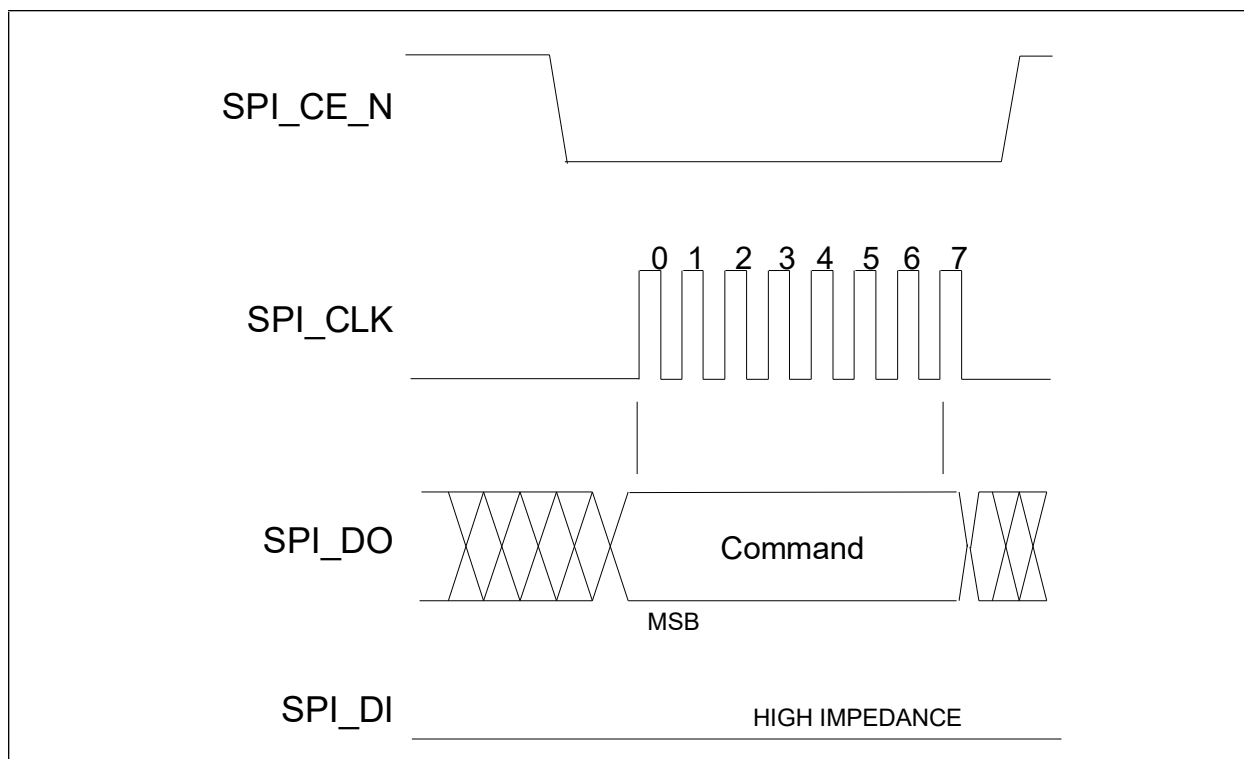 SPI_CE_N
0 1 2 3 4 5 6 7
SPI_CLK
SPI_DO
Command
MSB
SPI_DI
HIGH IMPEDANCE